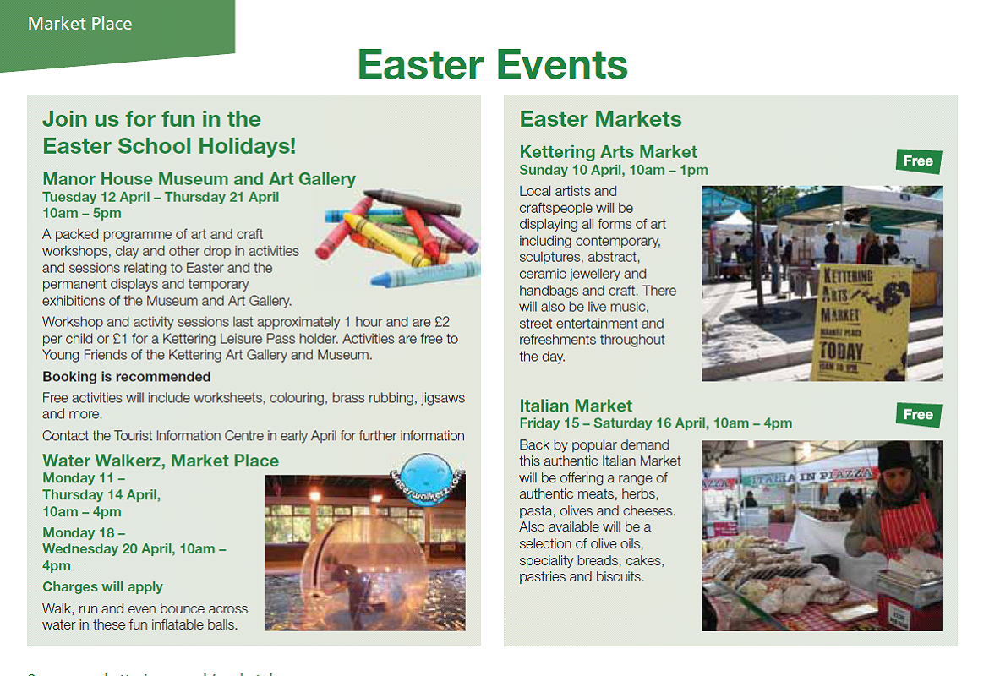 Market Place
Easter Events
Join us for fun in the
Easter School Holidays!
Manor House Museum and Art Gallery
Tuesday 12 April – Thursday 21 April
10am – 5pm
A packed programme of art and craft
workshops, clay and other drop in activities
and sessions relating to Easter and the
permanent displays and temporary
exhibitions of the Museum and Art Gallery.
Workshop and activity sessions last approximately 1 hour and are £2
per child or £1 for a Kettering Leisure Pass holder. Activities are free to
Young Friends of the Kettering Art Gallery and Museum.
Booking is recommended
Free activities will include worksheets, colouring, brass rubbing, jigsaws
and more.
Contact the Tourist Information Centre in early April for further information
Water Walkerz, Market Place
Monday 11 –
Thursday 14 April,
10am – 4pm
Monday 18 –
Wednesday 20 April, 10am –
4pm
Charges will apply
Walk, run and even bounce across
water in these fun inflatable balls.
waterwalkerz.com
Easter Markets
Kettering Arts Market
Free
Sunday 10 April, 10am – 1pm
Local artists and
craftspeople will be
displaying all forms of art
including contemporary,
sculptures, abstract,
ceramic jewellery and
handbags and craft. There
will also be live music,
street entertainment and
refreshments throughout
the day.
KETTERING
ARTS
MARKET
MARKET PLACE
TODAY
10AM TO 1PM
Italian Market
Free
Friday 15 – Saturday 16 April, 10am – 4pm
Back by popular demand
this authentic Italian Market
will be offering a range of
authentic meats, herbs,
pasta, olives and cheeses.
Also available will be a
selection of olive oils,
speciality breads, cakes,
pastries and biscuits.
AZZA
ITALIA IN PIAZZA